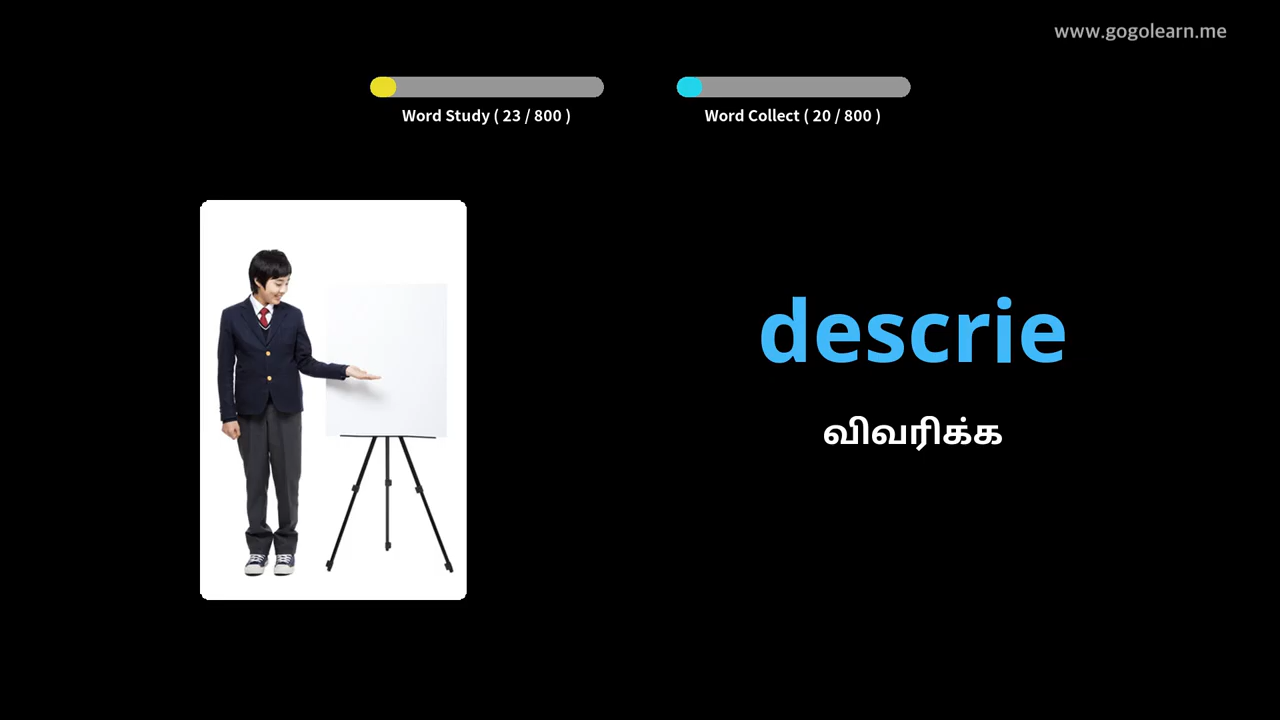 www.gogolearn.me
Word Study ( 23 / 800 )
Word Collect ( 20 / 800 )
descrie
விவரிக்க